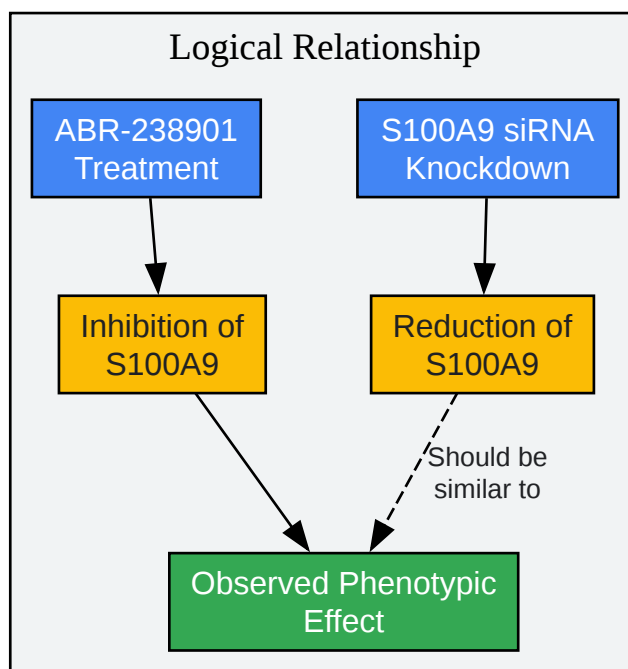 Logical Relationship
ABR-238901
Treatment
S100A9 siRNA
Knockdown
Inhibition of
S100A9
Reduction of
S100A9
Should be
similar to
Observed Phenotypic
Effect